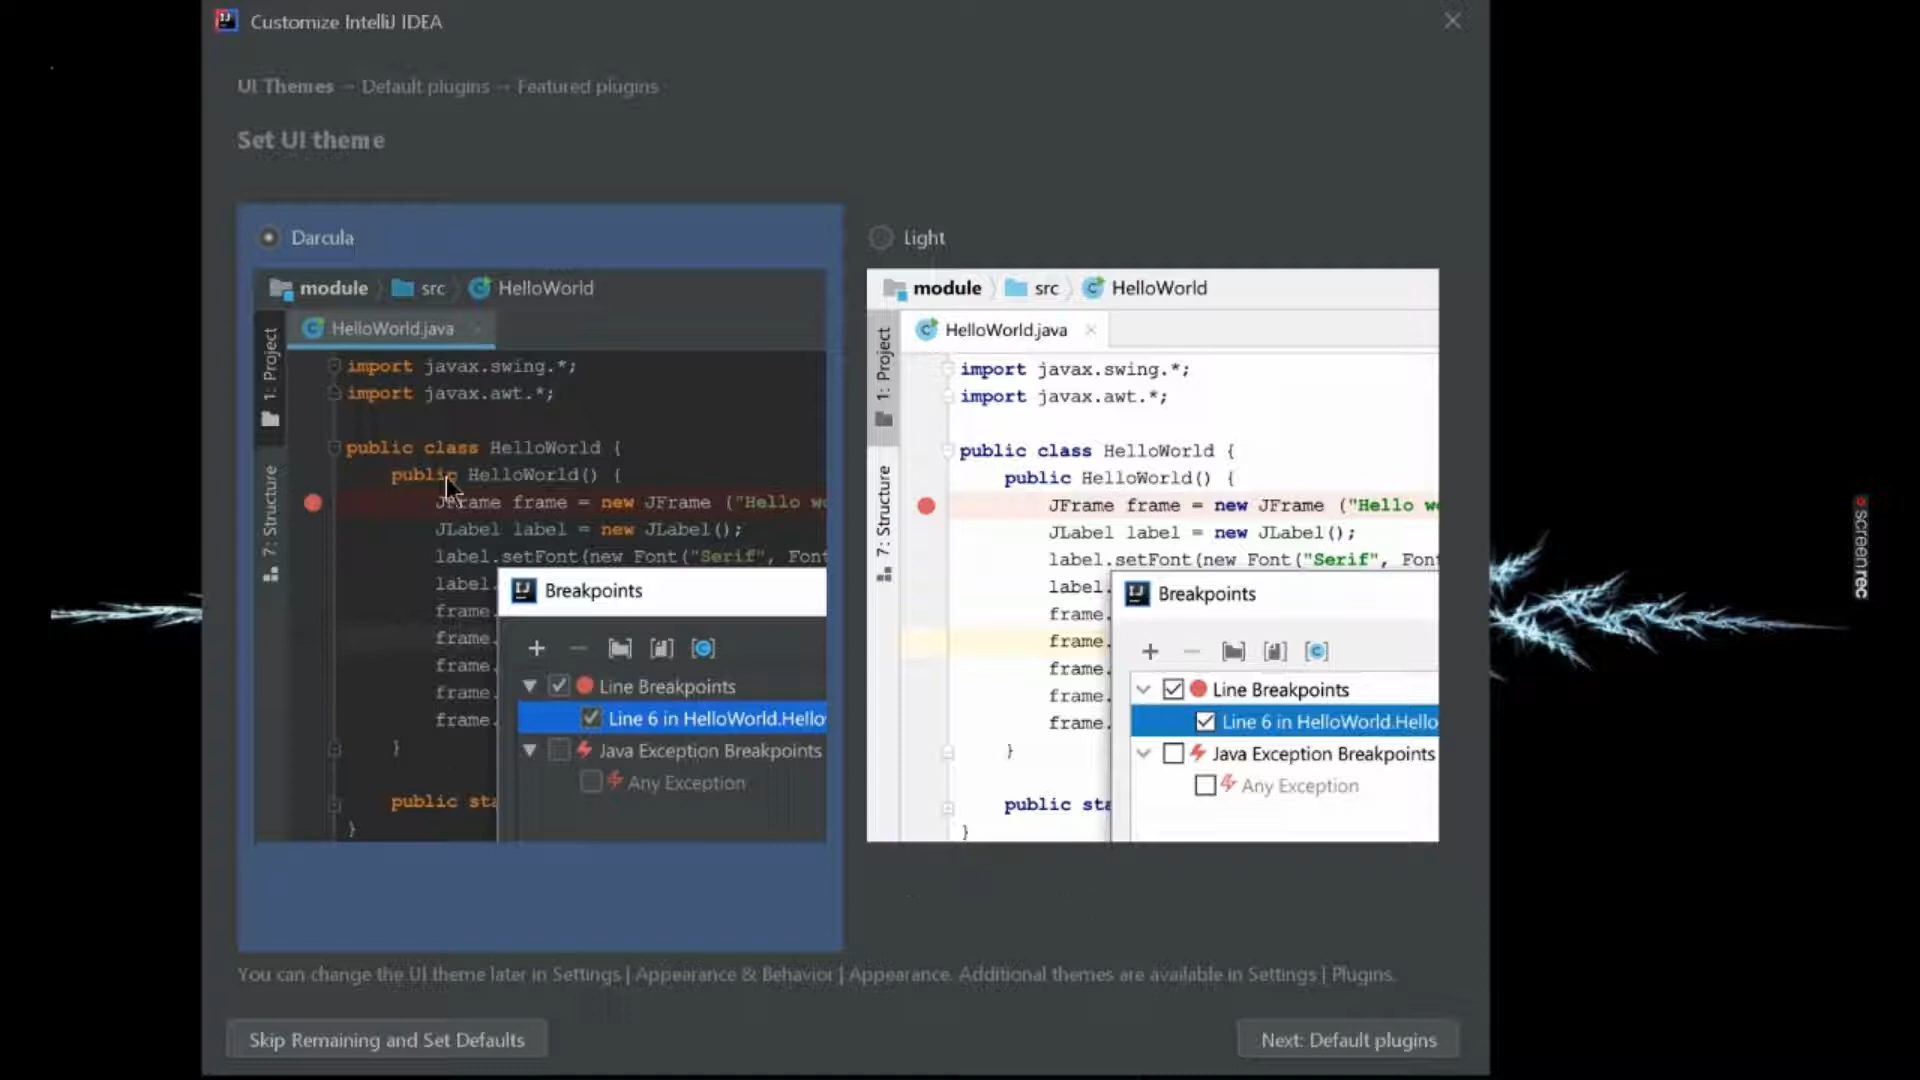 Customize IntelliJ IDEA
UI Themes → Default plugins → Featured plugins
Set UI theme
Darcula
module src HelloWorld
HelloWorld.java
1: Project
7: Structure
import javax.swing.*;
import javax.awt.*;
public class HelloWorld {
public HelloWorld() {
JFrame frame = new JFrame ("Hello wo
JLabel label = new JLabel();
label.setFont(new Font("Serif", Font
label.
frame.
frame.
frame.
frame.
frame.
}
public sta
}
Breakpoints
Line Breakpoints
Line 6 in HelloWorld.Hello
Java Exception Breakpoints
Any Exception
Light
module src HelloWorld
HelloWorld.java
1: Project
7: Structure
import javax.swing.*;
import javax.awt.*;
public class HelloWorld {
public HelloWorld() {
JFrame frame = new JFrame ("Hello wo
JLabel label = new JLabel();
label.setFont(new Font("Serif", Font
label.
frame.
frame.
frame.
frame.
frame.
}
public sta
}
Breakpoints
Line Breakpoints
Line 6 in HelloWorld.Hello
Java Exception Breakpoints
Any Exception
You can change the UI theme later in Settings | Appearance & Behavior | Appearance. Additional themes are available in Settings | Plugins.
Skip Remaining and Set Defaults
Next: Default plugins
screenrec